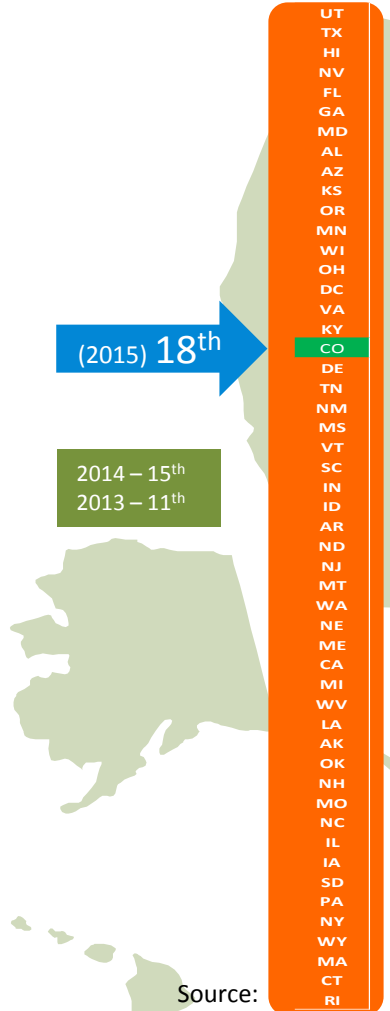 UT
TX
HI
NV
FL
GA
MD
AL
AZ
KS
OR
MN
WI
OH
DC
VA
KY
CO
DE
TN
NM
MS
VT
SC
IN
ID
AR
ND
NJ
MT
WA
NE
ME
CA
MI
WV
LA
AK
OK
NH
MO
NC
IL
IA
SD
PA
NY
WY
MA
CT
RI
(2015) 18th
2014 – 15th
2013 – 11th
Source: